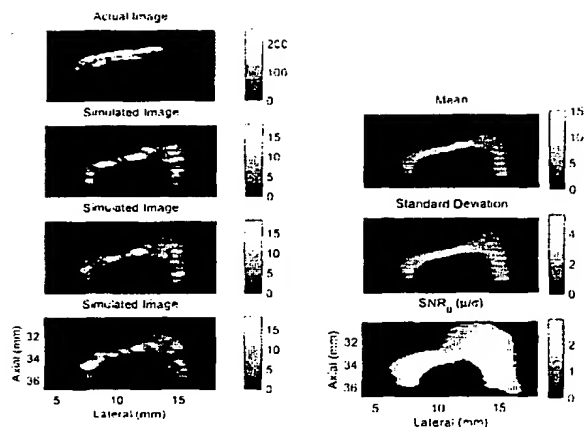 Actual Image
200
100
0
Simulated Image
15
10
5
0
Simulated Image
15
10
5
0
Simulated Image
15
10
5
0
Axial (mm)
32
34
36
5 10 15
Lateral (mm)
Mean
15
10
5
0
Standard Deviation
4
2
0
SNR₀ (μ/σ)
2
1
0
Axial (mm)
32
34
36
5 10 15
Lateral (mm)